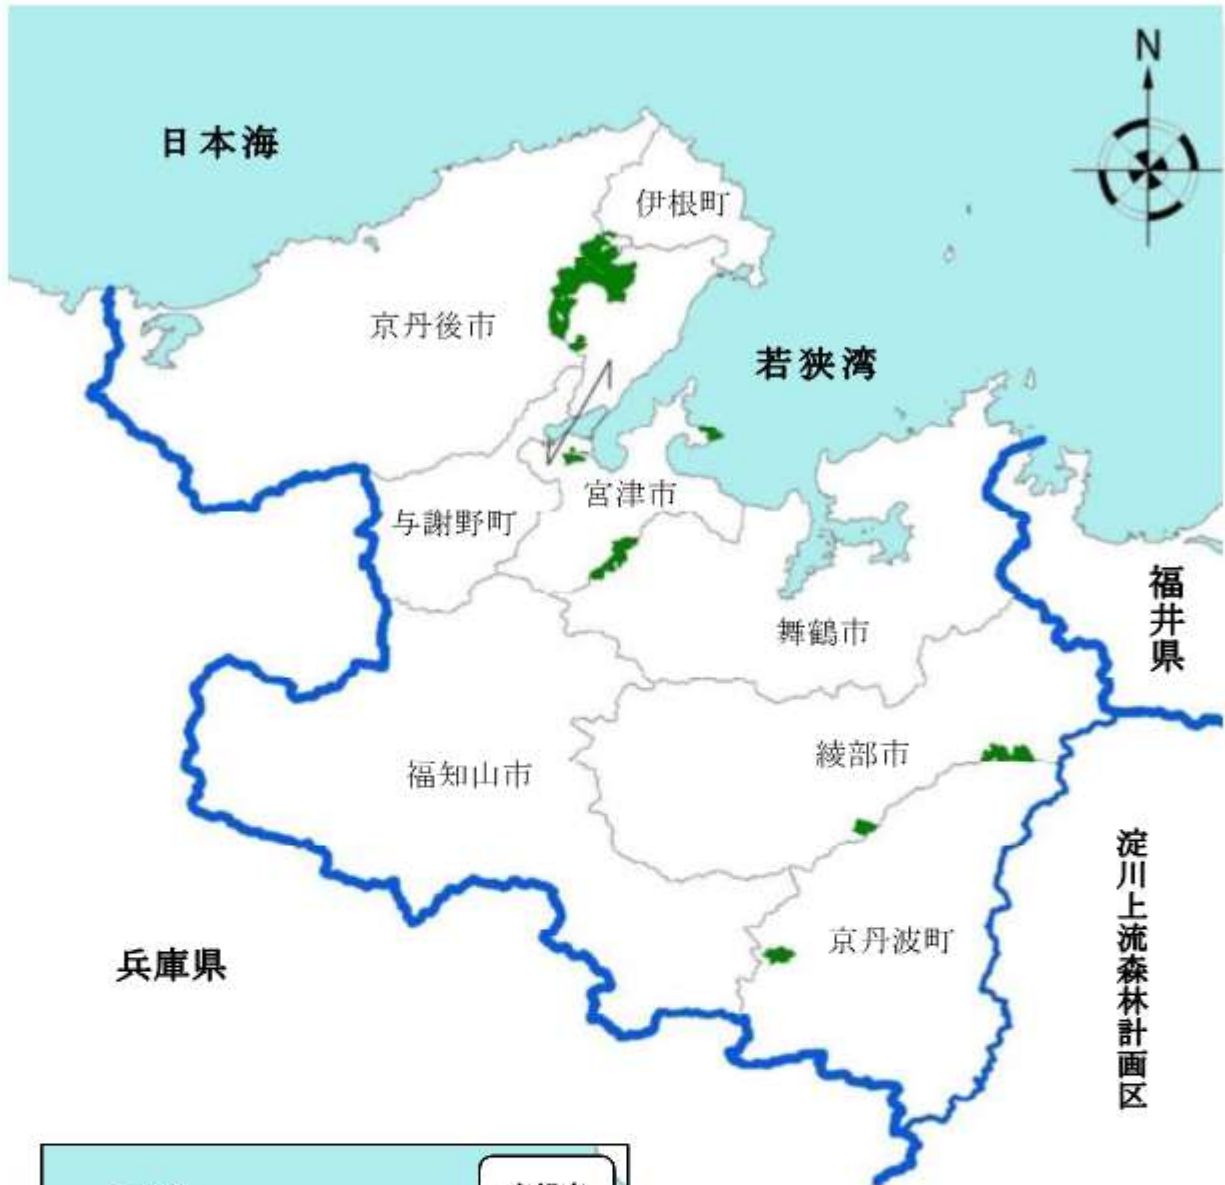 N
日本海
伊根町
京丹後市
若狭湾
宮津市
与謝野町
福井県
舞鶴市
綾部市
福知山市
淀川上流森林計画区
京丹波町
兵庫県